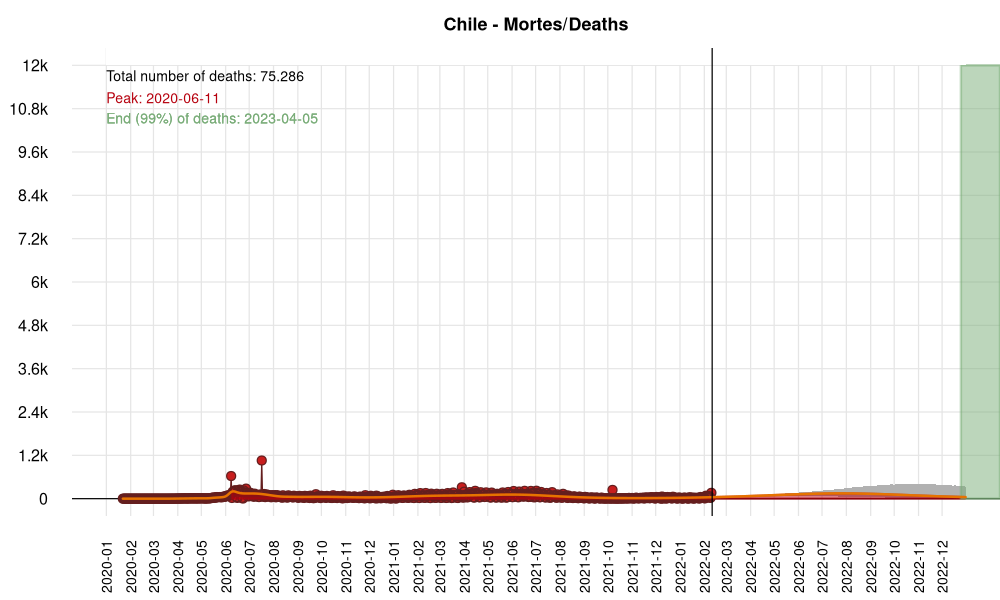 Chile - Mortes/Deaths
Total number of deaths: 75.286
Peak: 2020-06-11
End (99%) of deaths: 2023-04-05
12k
10.8k
9.6k
8.4k
7.2k
6k
4.8k
3.6k
2.4k
1.2k
0
2020-01
2020-02
2020-03
2020-04
2020-05
2020-06
2020-07
2020-08
2020-09
2020-10
2020-11
2020-12
2021-01
2021-02
2021-03
2021-04
2021-05
2021-06
2021-07
2021-08
2021-09
2021-10
2021-11
2021-12
2022-01
2022-02
2022-03
2022-04
2022-05
2022-06
2022-07
2022-08
2022-09
2022-10
2022-11
2022-12